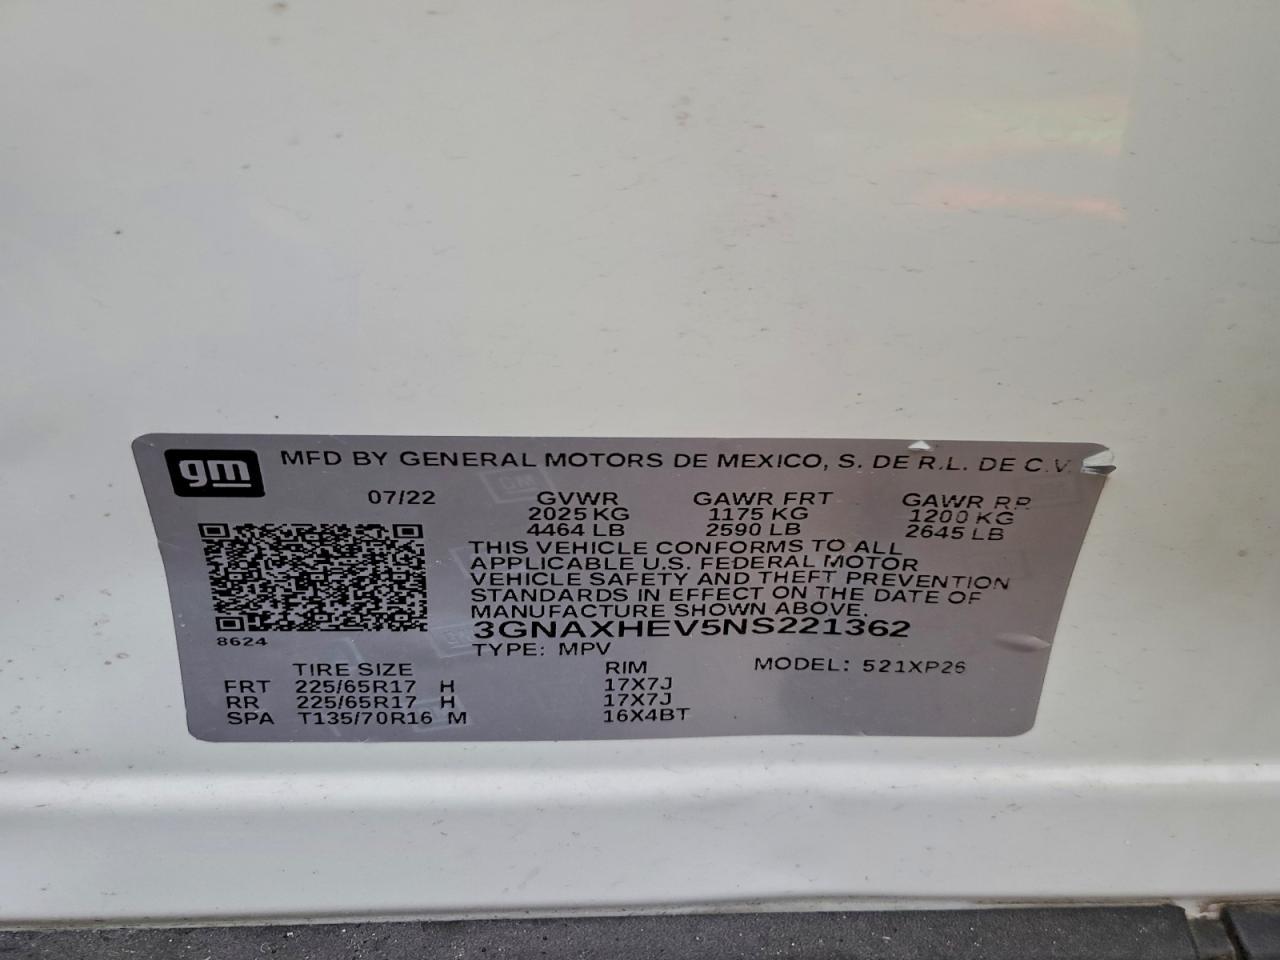 gm MFD BY GENERAL MOTORS DE MEXICO, S. DE R.L. DE C.V.
07/22 GVWR GAWR FRT GAWR RR
2025 KG 1175 KG 1200 KG
4464 LB 2590 LB 2645 LB
THIS VEHICLE CONFORMS TO ALL
APPLICABLE U.S. FEDERAL MOTOR
VEHICLE SAFETY AND THEFT PREVENTION
STANDARDS IN EFFECT ON THE DATE OF
MANUFACTURE SHOWN ABOVE.
3GNAXHEV5NS221362
8624
TYPE: MPV MODEL: 521XP26
TIRE SIZE RIM
FRT 225/65R17 H 17X7J
RR 225/65R17 H 17X7J
SPA T135/70R16 M 16X4BT